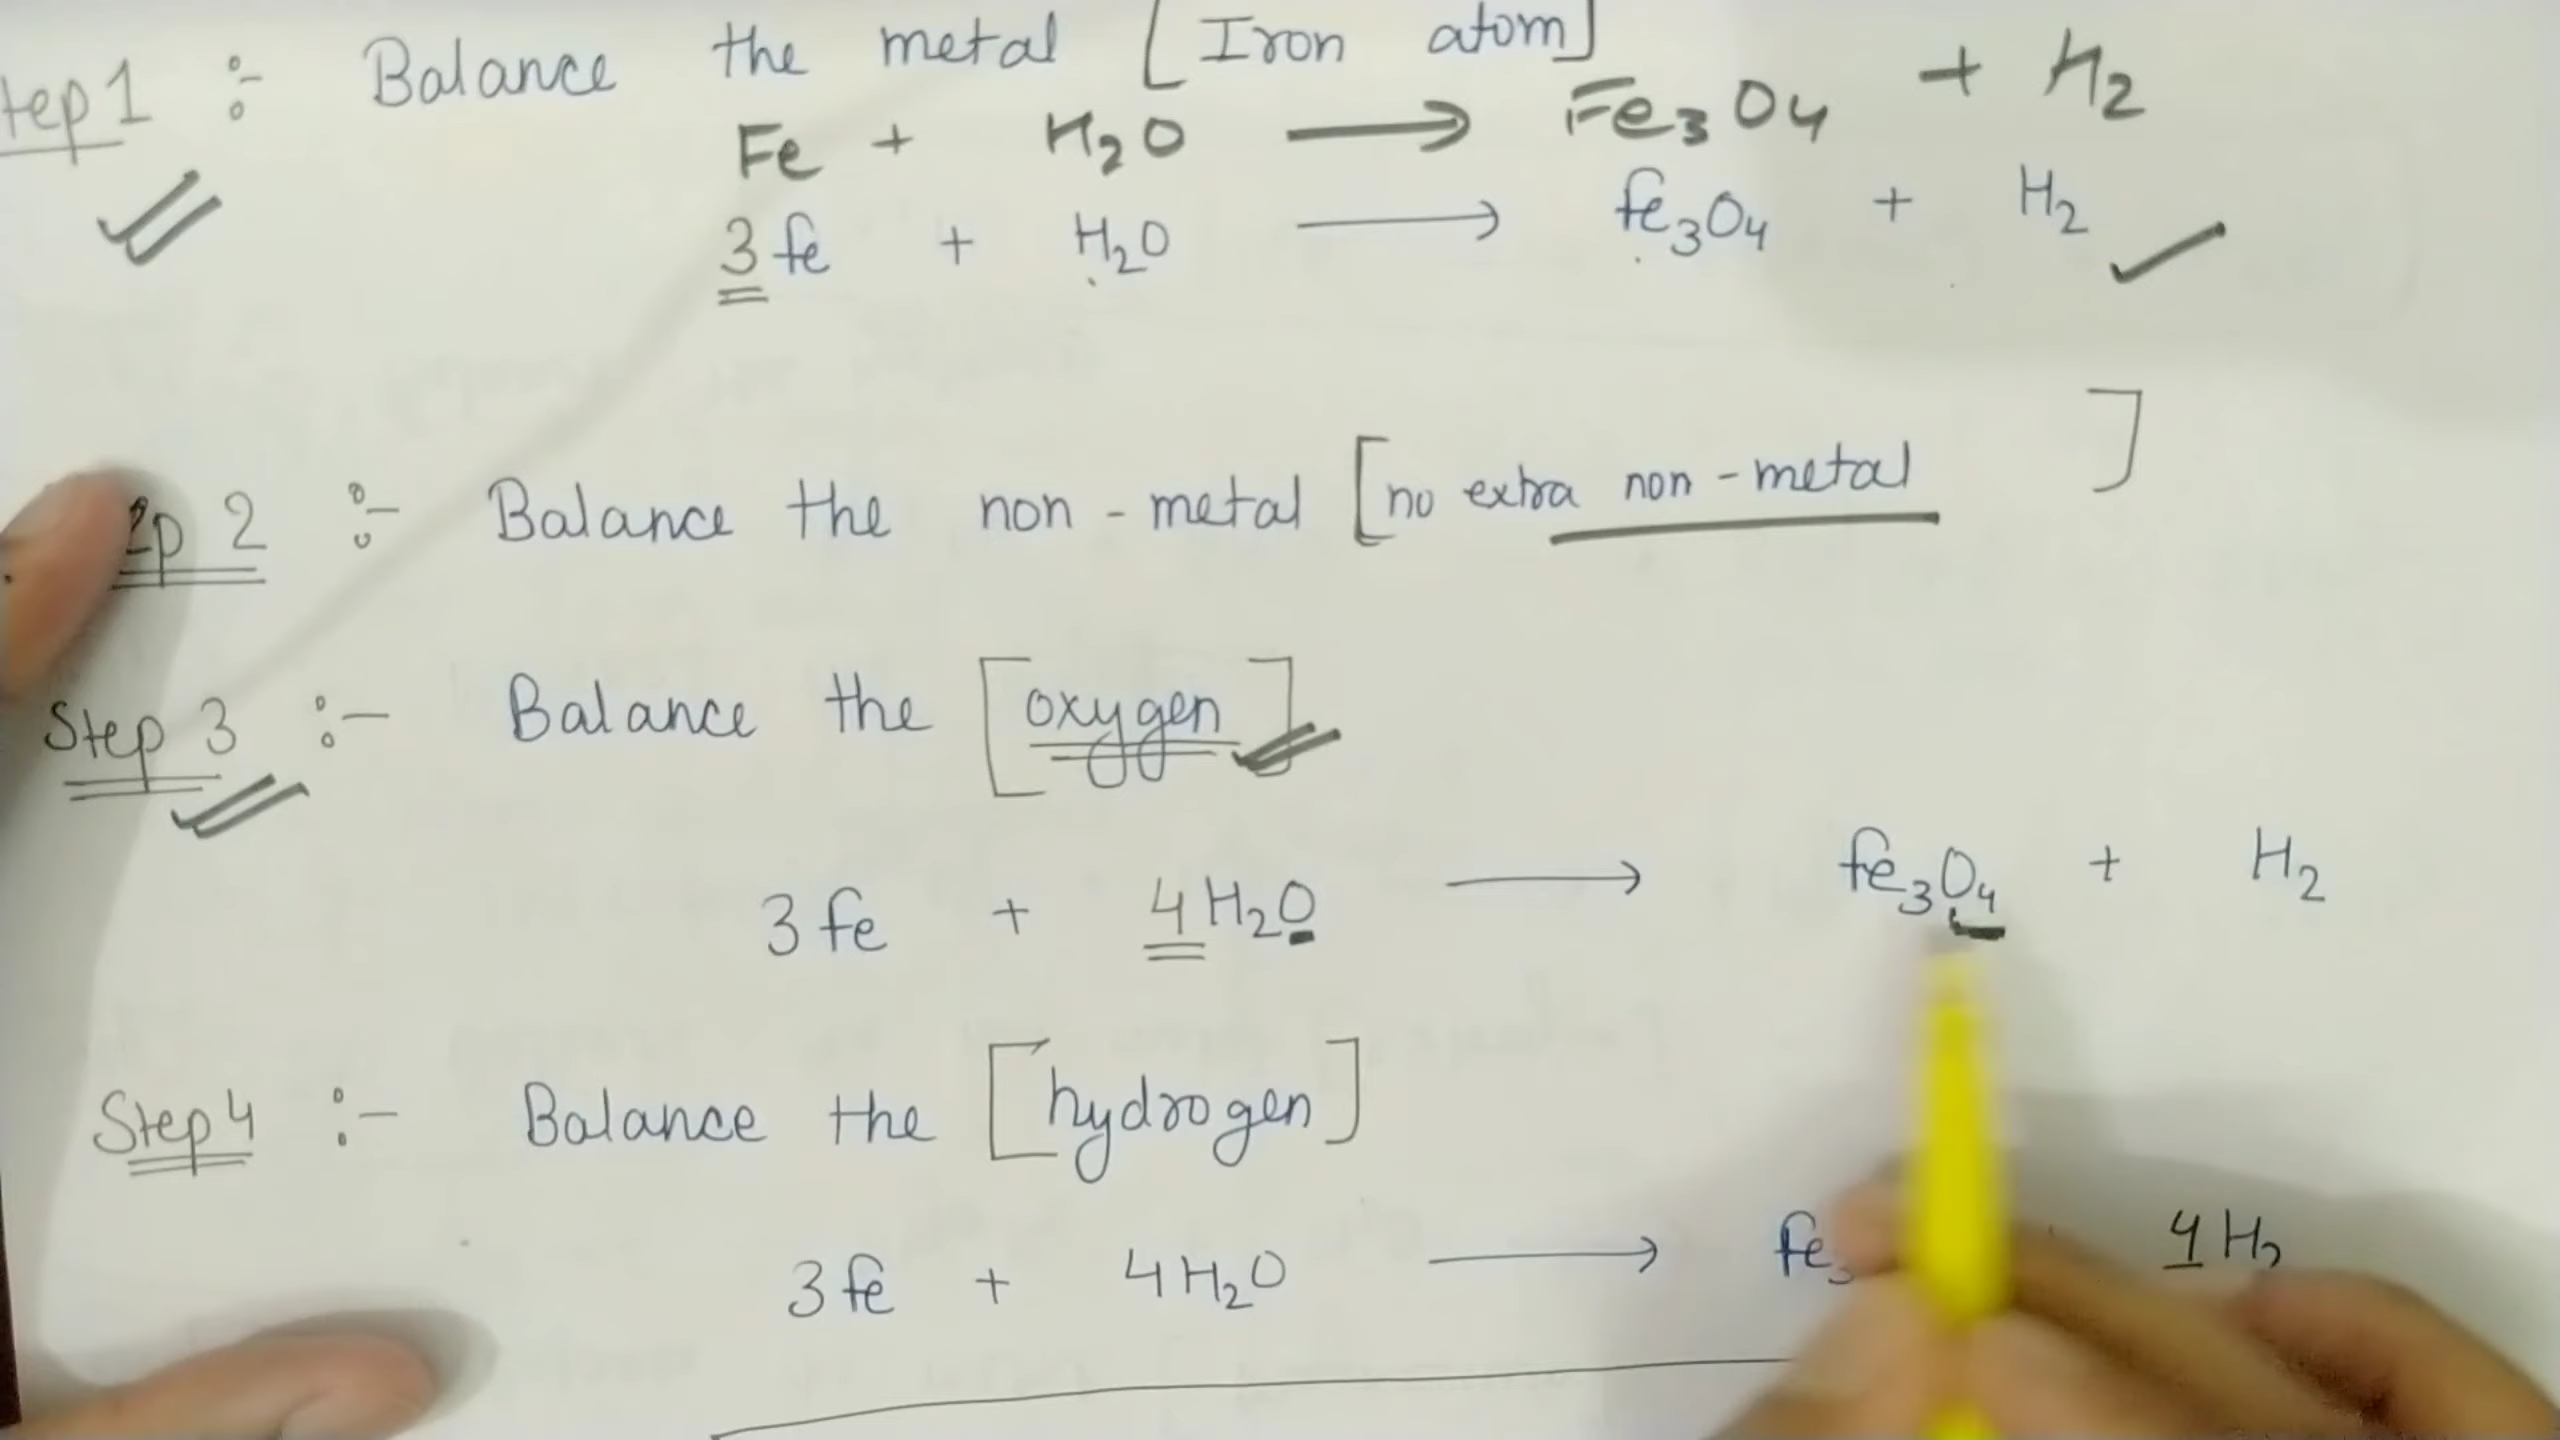 tep 1 :- Balance the metal [Iron atom]
Fe + H₂O ⟶ Fe₃O₄ + H₂
3 fe + H₂O ⟶ fe₃O₄ + H₂
ep 2 :- Balance the non - metal [no extra non - metal ]
Step 3 :- Balance the [oxygen]
3 fe + 4 H₂O ⟶ fe₃O₄ + H₂
Step 4 :- Balance the [hydrogen]
3 fe + 4 H₂O ⟶ fe₃ 4 H₂